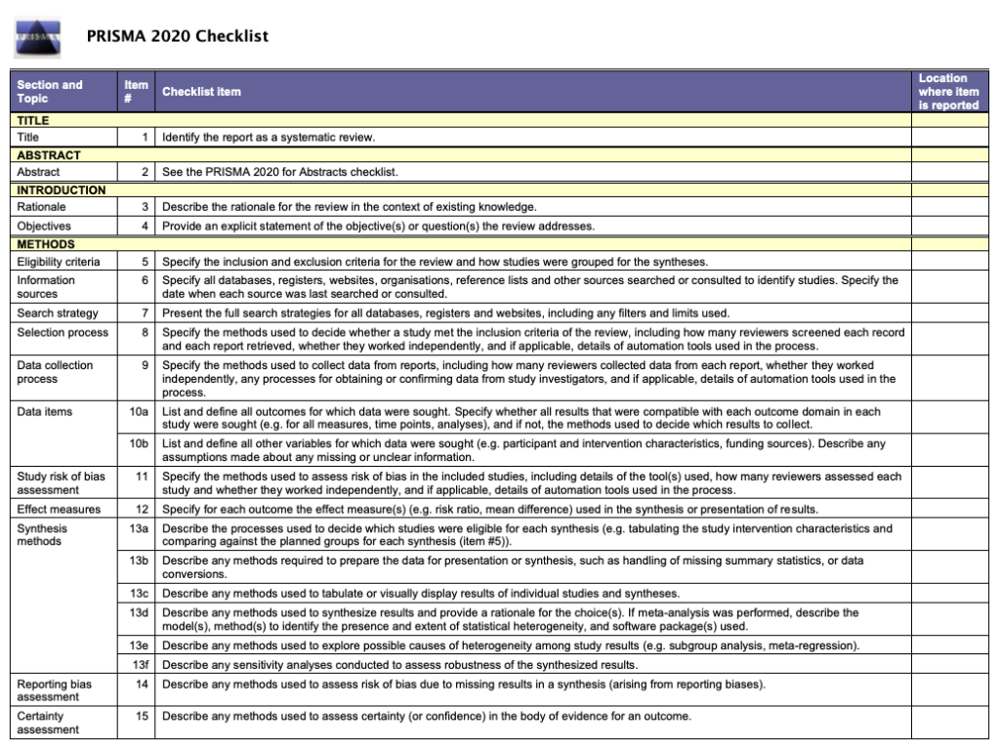 PRISMA
PRISMA 2020 Checklist
Section and Topic Item # Checklist item Location where item is reported
TITLE
Title 1 Identify the report as a systematic review.
ABSTRACT
Abstract 2 See the PRISMA 2020 for Abstracts checklist.
INTRODUCTION
Rationale 3 Describe the rationale for the review in the context of existing knowledge.
Objectives 4 Provide an explicit statement of the objective(s) or question(s) the review addresses.
METHODS
Eligibility criteria 5 Specify the inclusion and exclusion criteria for the review and how studies were grouped for the syntheses.
Information sources 6 Specify all databases, registers, websites, organisations, reference lists and other sources searched or consulted to identify studies. Specify the
date when each source was last searched or consulted.
Search strategy 7 Present the full search strategies for all databases, registers and websites, including any filters and limits used.
Selection process 8 Specify the methods used to decide whether a study met the inclusion criteria of the review, including how many reviewers screened each record
and each report retrieved, whether they worked independently, and if applicable, details of automation tools used in the process.
Data collection process 9 Specify the methods used to collect data from reports, including how many reviewers collected data from each report, whether they worked
independently, any processes for obtaining or confirming data from study investigators, and if applicable, details of automation tools used in the
process.
Data items 10a List and define all outcomes for which data were sought. Specify whether all results that were compatible with each outcome domain in each
study were sought (e.g. for all measures, time points, analyses), and if not, the methods used to decide which results to collect.
10b List and define all other variables for which data were sought (e.g. participant and intervention characteristics, funding sources). Describe any
assumptions made about any missing or unclear information.
Study risk of bias assessment 11 Specify the methods used to assess risk of bias in the included studies, including details of the tool(s) used, how many reviewers assessed each
study and whether they worked independently, and if applicable, details of automation tools used in the process.
Effect measures 12 Specify for each outcome the effect measure(s) (e.g. risk ratio, mean difference) used in the synthesis or presentation of results.
Synthesis methods 13a Describe the processes used to decide which studies were eligible for each synthesis (e.g. tabulating the study intervention characteristics and
comparing against the planned groups for each synthesis (item #5)).
13b Describe any methods required to prepare the data for presentation or synthesis, such as handling of missing summary statistics, or data
conversions.
13c Describe any methods used to tabulate or visually display results of individual studies and syntheses.
13d Describe any methods used to synthesize results and provide a rationale for the choice(s). If meta-analysis was performed, describe the
model(s), method(s) to identify the presence and extent of statistical heterogeneity, and software package(s) used.
13e Describe any methods used to explore possible causes of heterogeneity among study results (e.g. subgroup analysis, meta-regression).
13f Describe any sensitivity analyses conducted to assess robustness of the synthesized results.
Reporting bias assessment 14 Describe any methods used to assess risk of bias due to missing results in a synthesis (arising from reporting biases).
Certainty assessment 15 Describe any methods used to assess certainty (or confidence) in the body of evidence for an outcome.